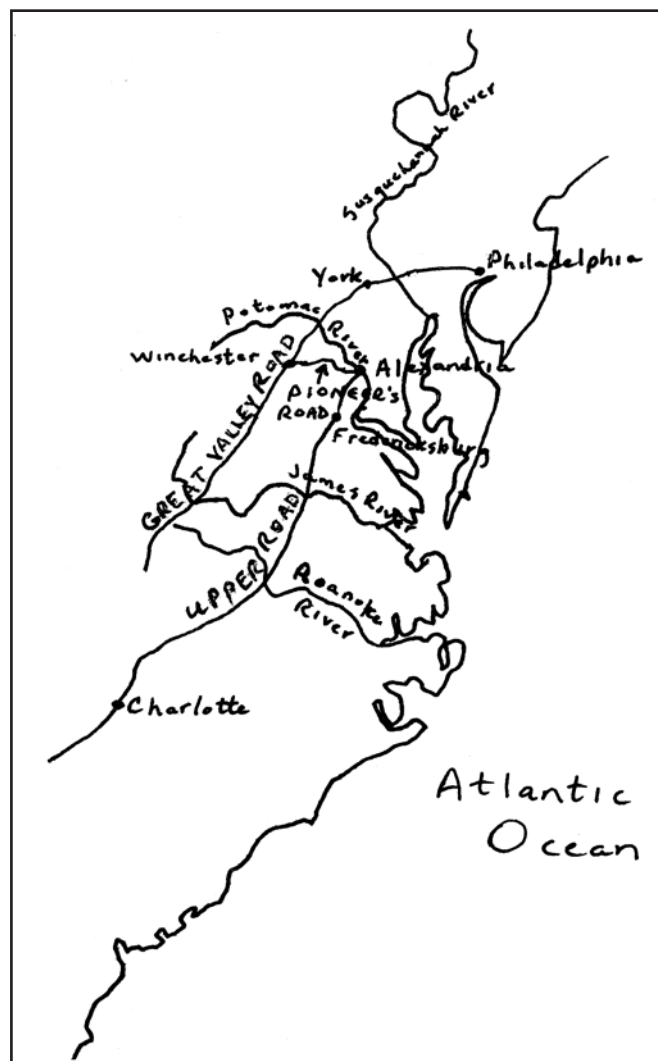 Susquehannah River
Philadelphia
York
Potomac
River
Winchester
Alexandria
PIONEER's
ROAD
Fredericksburg
GREAT VALLEY ROAD
James River
UPPER ROAD
Roanoke
River
Charlotte
Atlantic
Ocean